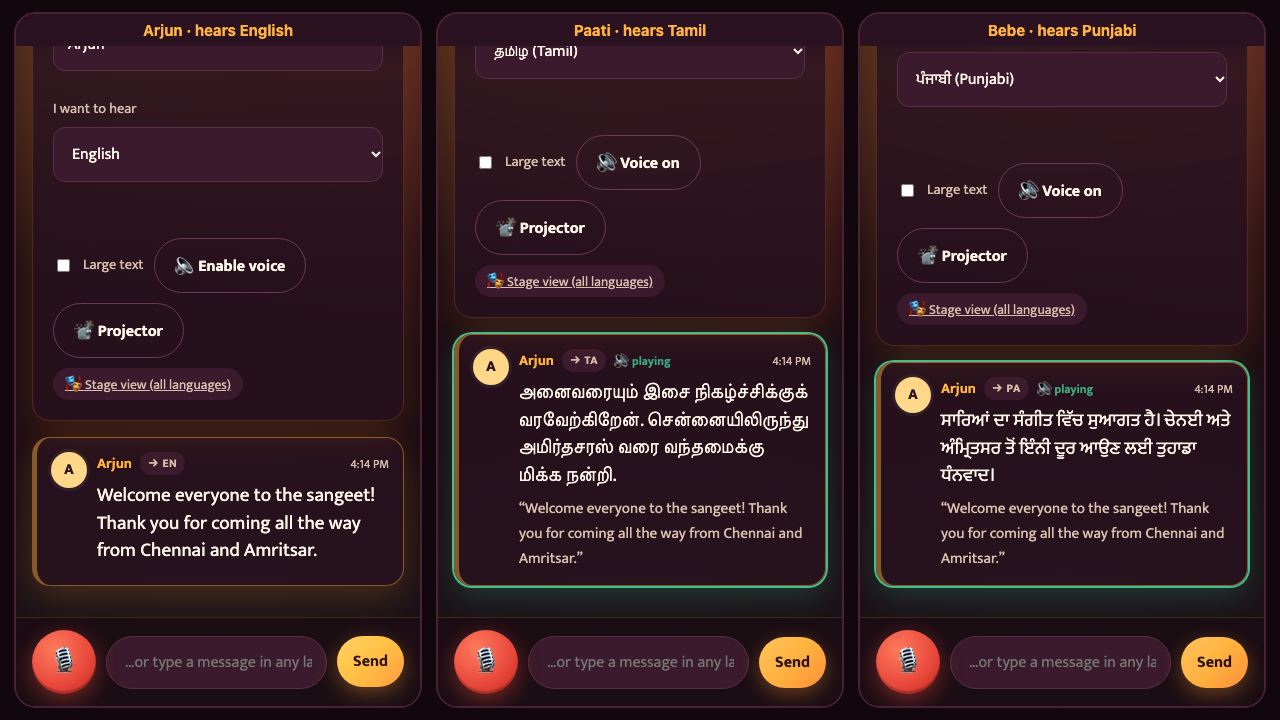 Arjun · hears English
Arjun
I want to hear
English
Large text
🔈 Enable voice
📽️ Projector
🎭 Stage view (all languages)
A
Arjun
→ EN
4:14 PM
Welcome everyone to the sangeet!
Thank you for coming all the way
from Chennai and Amritsar.
🎙️
...or type a message in any la
Send
Paati · hears Tamil
தமிழ் (Tamil)
Large text
🔊 Voice on
📽️ Projector
🎭 Stage view (all languages)
A
Arjun
→ TA
🔊 playing
4:14 PM
அனைவரையும் இசை நிகழ்ச்சிக்குக்
வரவேற்கிறேன். சென்னையிலிருந்து
அமிர்தசரஸ் வரை வந்தமைக்கு
மிக்க நன்றி.
“Welcome everyone to the sangeet! Thank
you for coming all the way from Chennai and
Amritsar.”
🎙️
...or type a message in any la
Send
Bebe · hears Punjabi
ਪੰਜਾਬੀ (Punjabi)
Large text
🔊 Voice on
📽️ Projector
🎭 Stage view (all languages)
A
Arjun
→ PA
🔊 playing
4:14 PM
ਸਾਰਿਆਂ ਦਾ ਸੰਗੀਤ ਵਿੱਚ ਸੁਆਗਤ ਹੈ। ਚੇਨਈ ਅਤੇ
ਅੰਮ੍ਰਿਤਸਰ ਤੋਂ ਇੰਨੀ ਦੂਰ ਆਉਣ ਲਈ ਤੁਹਾਡਾ
ਧੰਨਵਾਦ।
“Welcome everyone to the sangeet! Thank
you for coming all the way from Chennai and
Amritsar.”
🎙️
...or type a message in any la
Send